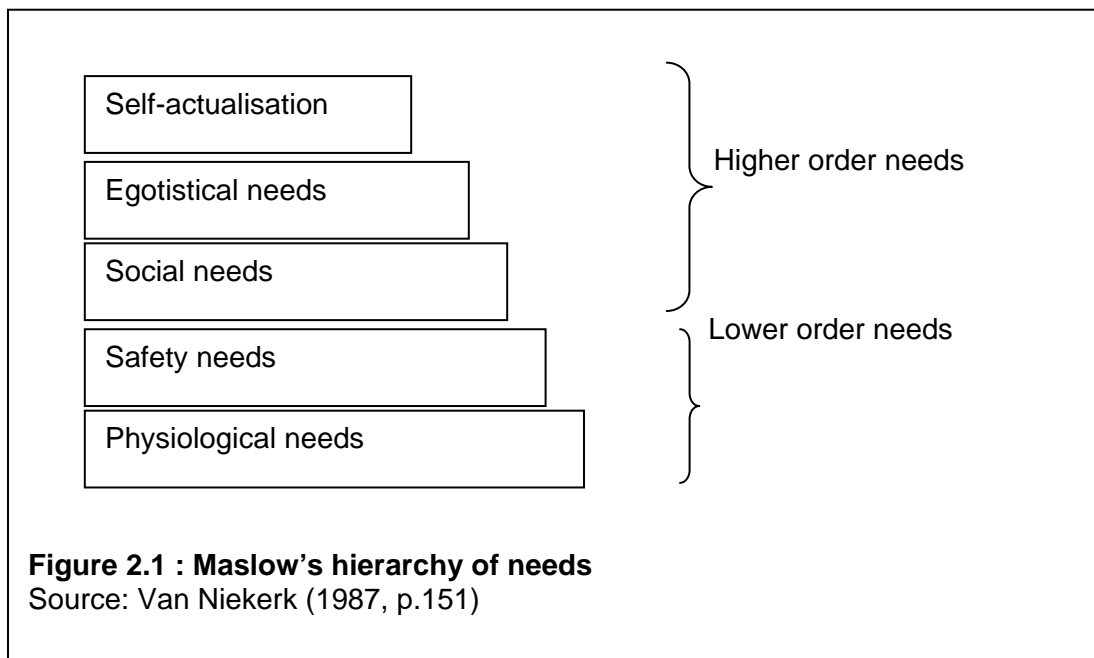 Self-actualisation
Higher order needs
Egotistical needs
Social needs
Lower order needs
Safety needs
Physiological needs
Figure 2.1 : Maslow’s hierarchy of needs
Source: Van Niekerk (1987, p.151)